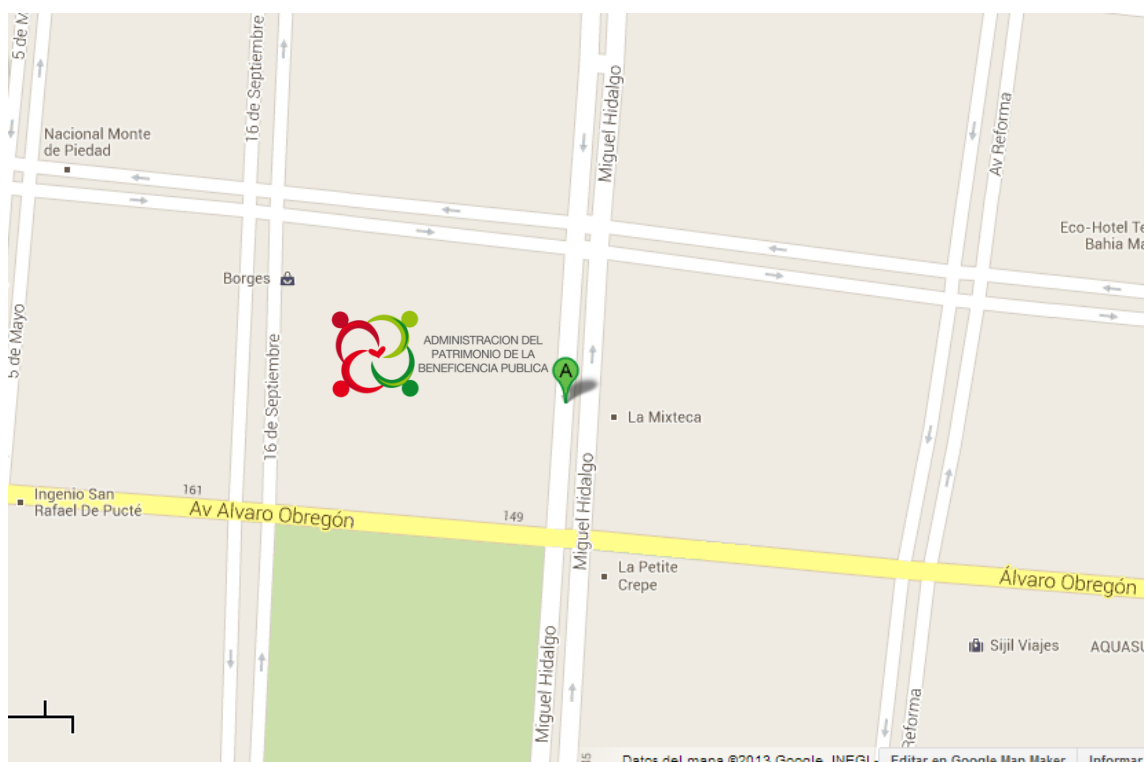 5 de M
16 de Septiembre
Miguel Hidalgo
Av Reforma
Nacional Monte
de Piedad
Eco-Hotel Te
Bahia Ma
Borges
5 de Mayo
16 de Septiembre
ADMINISTRACION DEL
PATRIMONIO DE LA
BENEFICENCIA PUBLICA
A
La Mixteca
Ingenio San
Rafael De Pucté
161
Av Alvaro Obregón
149
Miguel Hidalgo
La Petite
Crepe
Álvaro Obregón
Miguel Hidalgo
Sijil Viajes
AQUASU
Reforma
Datos del mapa ©2013 Google, INEGI -
Editar en Google Map Maker
Informar